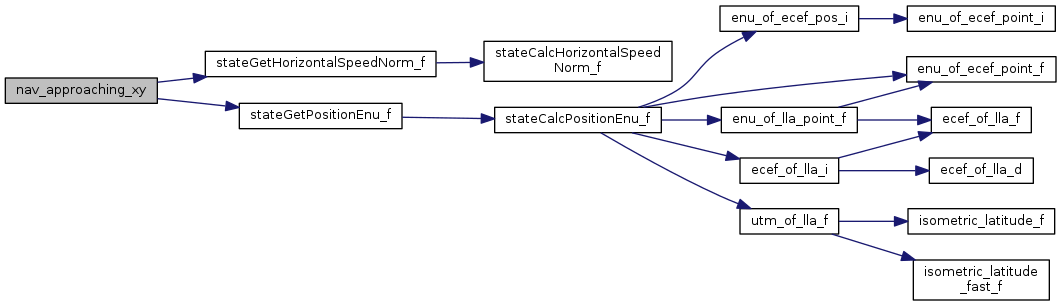 nav_approaching_xy
stateGetHorizontalSpeedNorm_f
stateCalcHorizontalSpeed
Norm_f
stateGetPositionEnu_f
stateCalcPositionEnu_f
enu_of_ecef_pos_i
enu_of_ecef_point_i
enu_of_ecef_point_f
enu_of_lla_point_f
ecef_of_lla_f
ecef_of_lla_i
ecef_of_lla_d
utm_of_lla_f
isometric_latitude_f
isometric_latitude
_fast_f